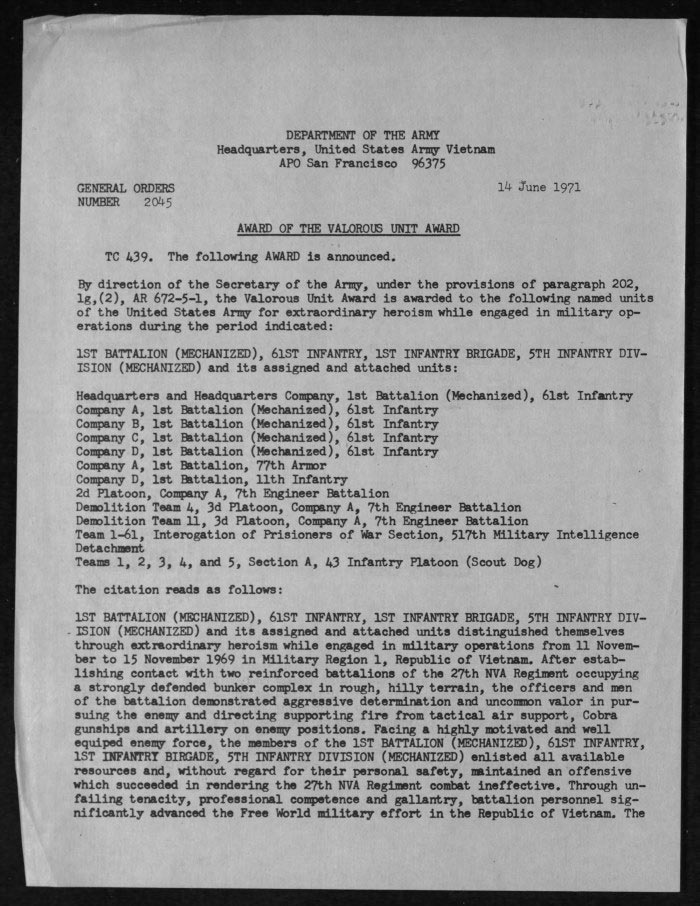 DEPARTMENT OF THE ARMY
Headquarters, United States Army Vietnam
APO San Francisco 96375
GENERAL ORDERS 14 June 1971
NUMBER 2045
AWARD OF THE VALOROUS UNIT AWARD
TC 439. The following AWARD is announced.
By direction of the Secretary of the Army, under the provisions of paragraph 202,
1g,(2), AR 672-5-1, the Valorous Unit Award is awarded to the following named units
of the United States Army for extraordinary heroism while engaged in military op-
erations during the period indicated:
1ST BATTALION (MECHANIZED), 61ST INFANTRY, 1ST INFANTRY BRIGADE, 5TH INFANTRY DIV-
ISION (MECHANIZED) and its assigned and attached units:
Headquarters and Headquarters Company, 1st Battalion (Mechanized), 61st Infantry
Company A, 1st Battalion (Mechanized), 61st Infantry
Company B, 1st Battalion (Mechanized), 61st Infantry
Company C, 1st Battalion (Mechanized), 61st Infantry
Company D, 1st Battalion (Mechanized), 61st Infantry
Company A, 1st Battalion, 77th Armor
Company D, 1st Battalion, 11th Infantry
2d Platoon, Company A, 7th Engineer Battalion
Demolition Team 4, 3d Platoon, Company A, 7th Engineer Battalion
Demolition Team 11, 3d Platoon, Company A, 7th Engineer Battalion
Team 1-61, Interogation of Prisioners of War Section, 517th Military Intelligence
Detachment
Teams 1, 2, 3, 4, and 5, Section A, 43 Infantry Platoon (Scout Dog)
The citation reads as follows:
1ST BATTALION (MECHANIZED), 61ST INFANTRY, 1ST INFANTRY BRIGADE, 5TH INFANTRY DIV-
ISION (MECHANIZED) and its assigned and attached units distinguished themselves
through extraordinary heroism while engaged in military operations from 11 Novem-
ber to 15 November 1969 in Military Region 1, Republic of Vietnam. After estab-
lishing contact with two reinforced battalions of the 27th NVA Regiment occupying
a strongly defended bunker complex in rough, hilly terrain, the officers and men
of the battalion demonstrated aggressive determination and uncommon valor in pur-
suing the enemy and directing supporting fire from tactical air support, Cobra
gunships and artillery on enemy positions. Facing a highly motivated and well
equiped enemy force, the members of the 1ST BATTALION (MECHANIZED), 61ST INFANTRY,
1ST INFANTRY BIRGADE, 5TH INFANTRY DIVISION (MECHANIZED) enlisted all available
resources and, without regard for their personal safety, maintained an offensive
which succeeded in rendering the 27th NVA Regiment combat ineffective. Through un-
failing tenacity, professional competence and gallantry, battalion personnel sig-
nificantly advanced the Free World military effort in the Republic of Vietnam. The